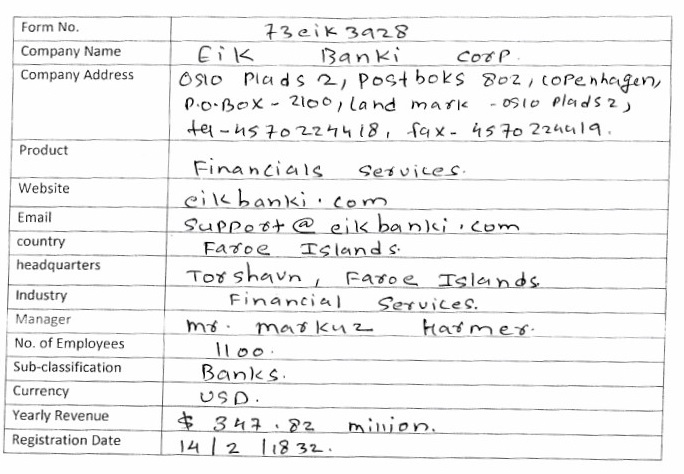 Form No. 73eik3928
Company Name Eik Banki Corp.
Company Address Oslo Plads 2, Postboks 802, Copenhagen,
P.O.Box - 2100, Land mark - Oslo Plads 2,
tel - 4570224418, fax - 4570224419.
Product Financials Services.
Website eikbanki.com
Email support@eikbanki.com
country Faroe Islands.
headquarters Torshavn, Faroe Islands.
Industry Financial Services.
Manager mr. markuz Harmer.
No. of Employees 1100.
Sub-classification Banks.
Currency USD.
Yearly Revenue $ 347.82 million.
Registration Date 14/2/1832.